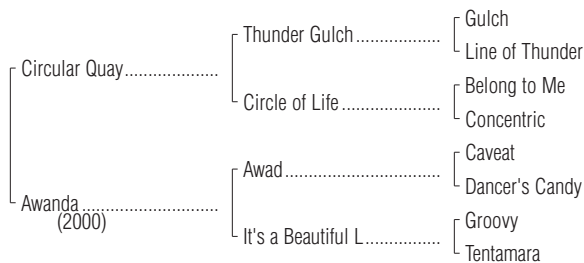 Gulch
Thunder Gulch....................
Line of Thunder
Circular Quay.....................
Belong to Me
Circle of Life.......................
Concentric
Caveat
Awad....................................
Dancer's Candy
Awanda..............................
(2000)
Groovy
It's a Beautiful L.................
Tentamara